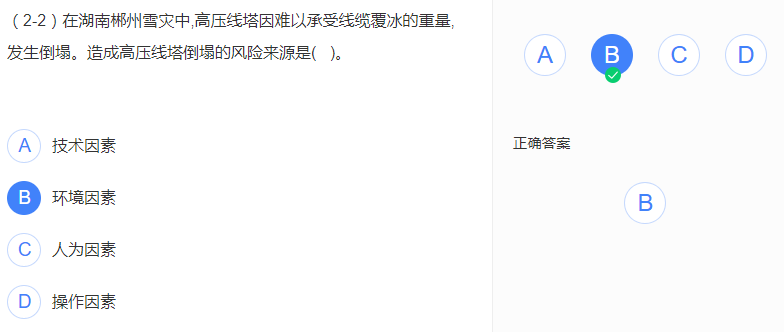 （2-2）在湖南郴州雪灾中,高压线塔因难以承受线缆覆冰的重量,
发生倒塌。造成高压线塔倒塌的风险来源是(   )。
A 技术因素
B 环境因素
C 人为因素
D 操作因素
A B C D
正确答案
B